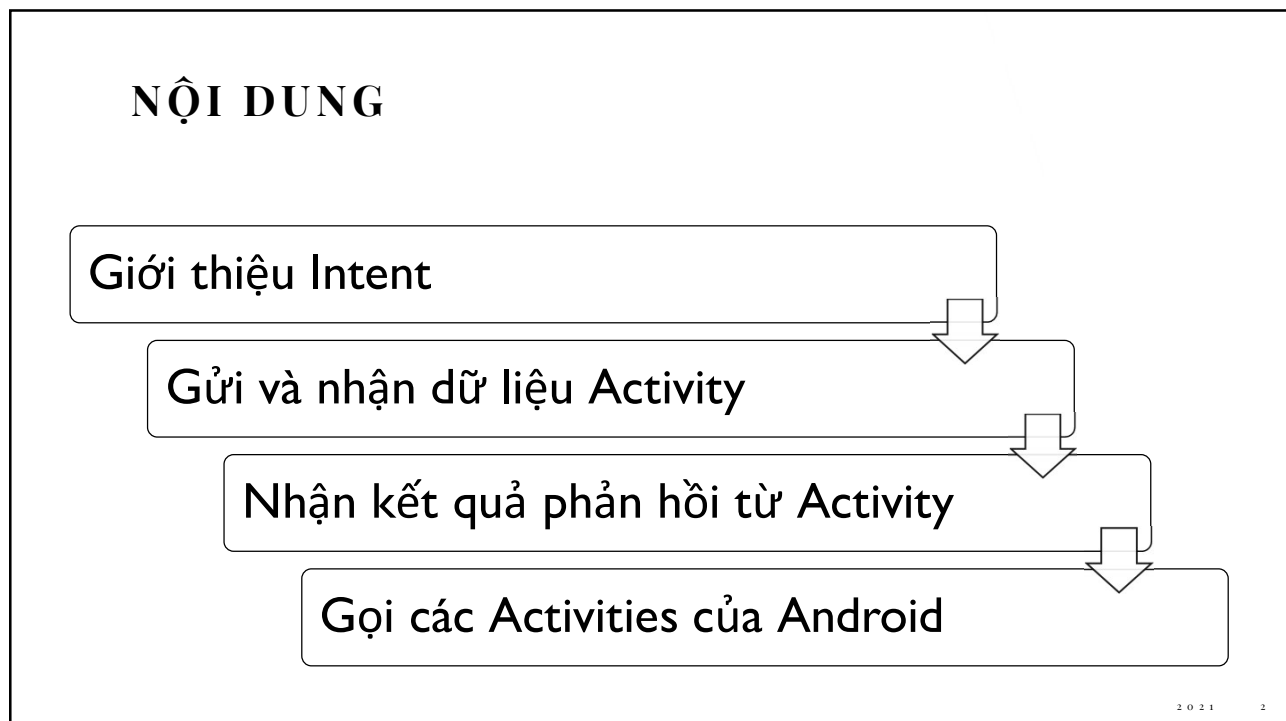 NỘI DUNG
Giới thiệu Intent
Gửi và nhận dữ liệu Activity
Nhận kết quả phản hồi từ Activity
Gọi các Activities của Android
2021 2